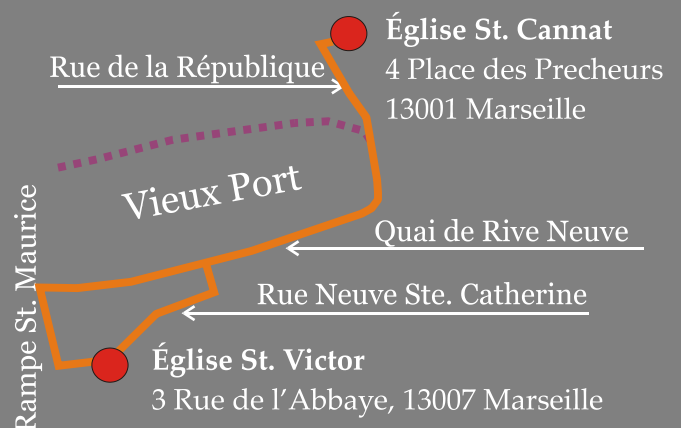 Église St. Cannat
4 Place des Precheurs
13001 Marseille
Rue de la République
Vieux Port
Quai de Rive Neuve
Rue Neuve Ste. Catherine
Rampe St. Maurice
Église St. Victor
3 Rue de l’Abbaye, 13007 Marseille